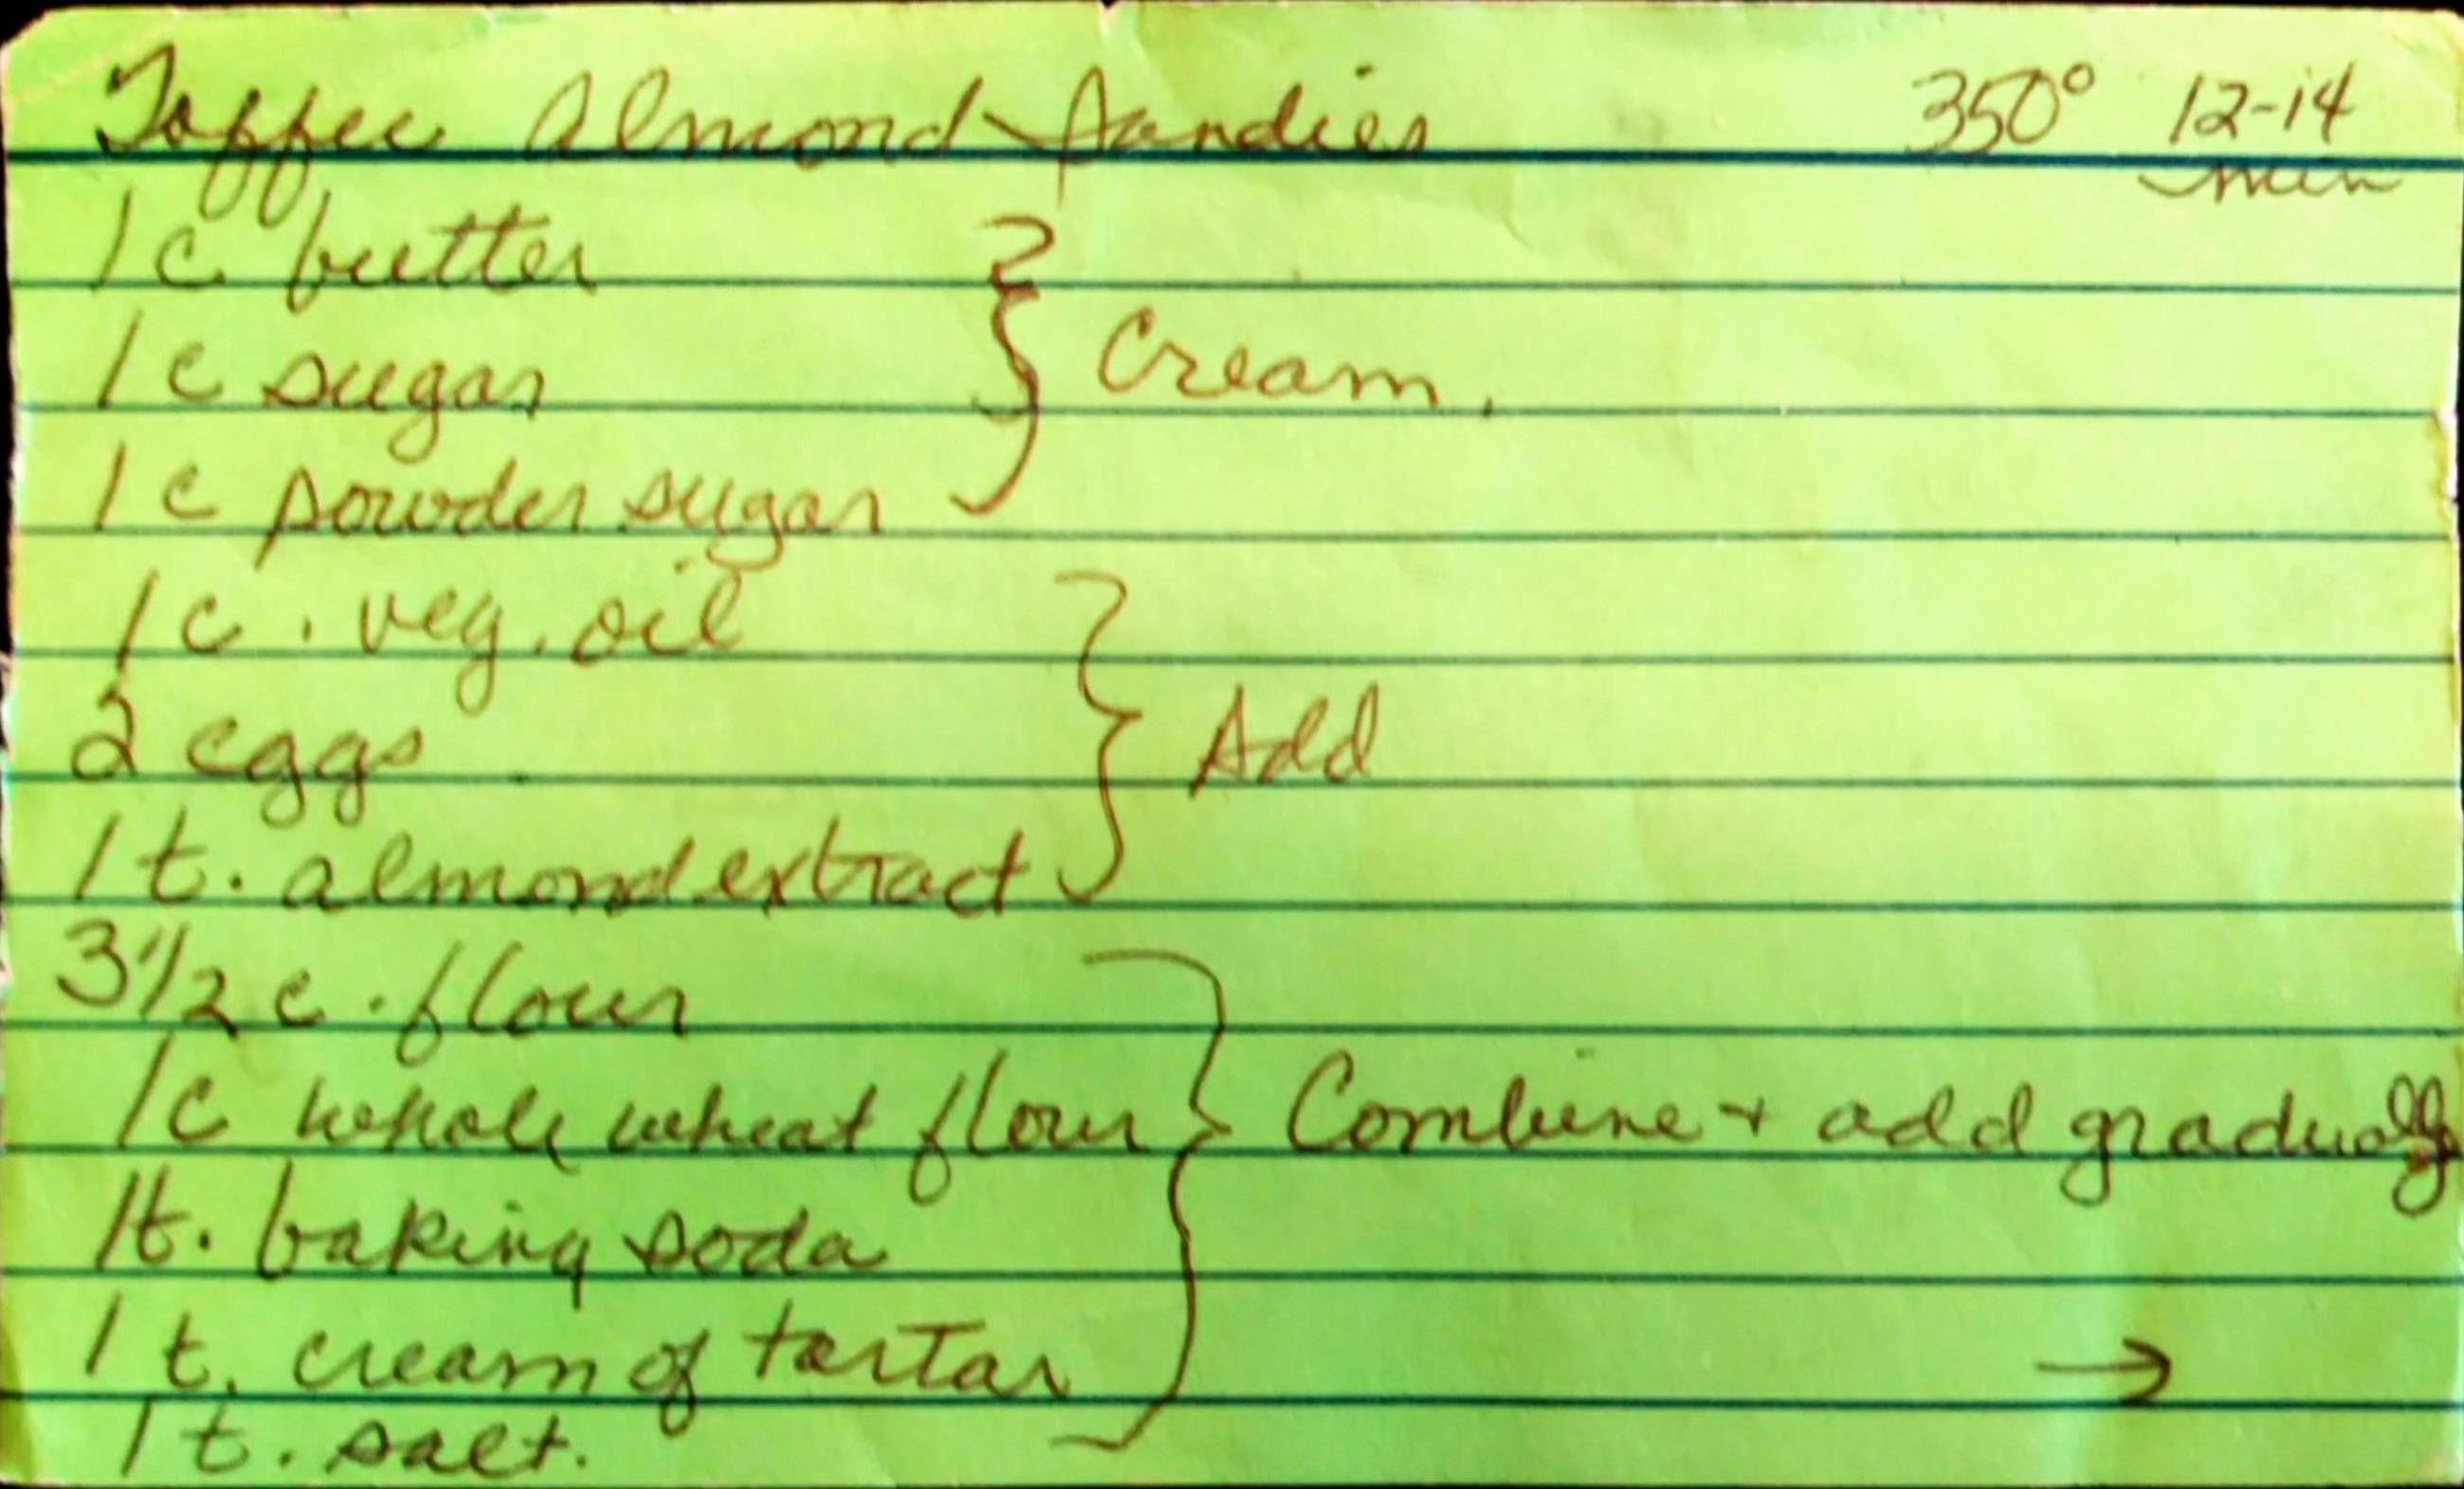 Toffee Almond Sandies 350° 12-14
min
1 c butter
1 c sugar
Cream.
1 c powder sugar
1 c. veg. oil
2 eggs
Add
1 t. almond extract
3 1/2 c. flour
1c whole wheat flour Combine + add gradually
1t. baking soda
1 t. cream of tartar
→
1 t. salt.